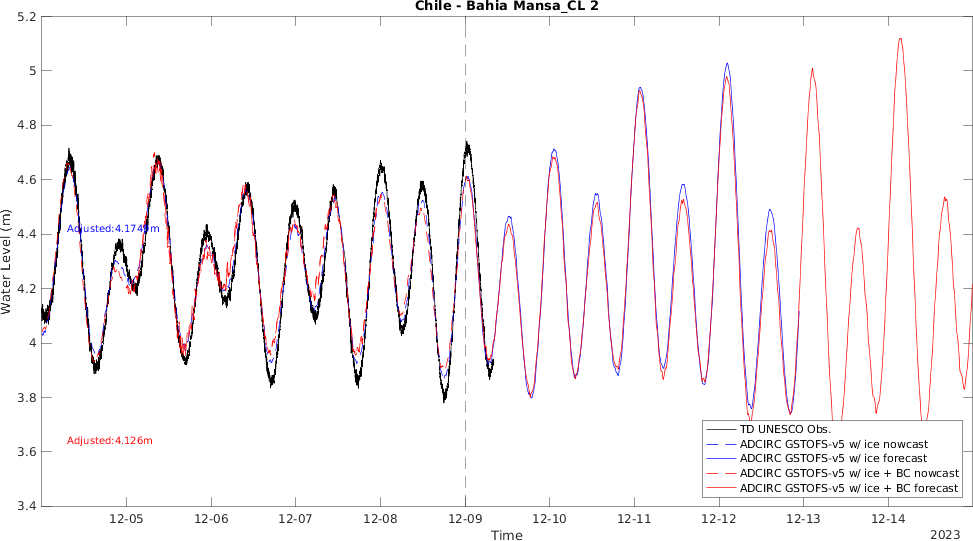 Chile - Bahia Mansa_CL 2
5.2
5
4.8
4.6
4.4
4.2
4
3.8
3.6
3.4
Water Level (m)
Adjusted:4.1749m
Adjusted:4.126m
TD UNESCO Obs.
ADCIRC GSTOFS-v5 w/ ice nowcast
ADCIRC GSTOFS-v5 w/ ice forecast
ADCIRC GSTOFS-v5 w/ ice + BC nowcast
ADCIRC GSTOFS-v5 w/ ice + BC forecast
12-05 12-06 12-07 12-08 12-09 12-10 12-11 12-12 12-13 12-14
Time
2023